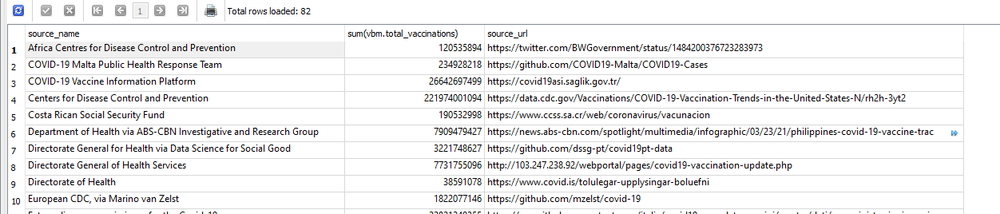 1 Total rows loaded: 82
source_name sum(vbm.total_vaccinations) source_url
1 Africa Centres for Disease Control and Prevention 120535894 https://twitter.com/BWGovernment/status/1484200376723283973
2 COVID-19 Malta Public Health Response Team 234928218 https://github.com/COVID19-Malta/COVID19-Cases
3 COVID-19 Vaccine Information Platform 26642697499 https://covid19asi.saglik.gov.tr/
4 Centers for Disease Control and Prevention 221974001094 https://data.cdc.gov/Vaccinations/COVID-19-Vaccination-Trends-in-the-United-States-N/rh2h-3yt2
5 Costa Rican Social Security Fund 190532998 https://www.ccss.sa.cr/web/coronavirus/vacunacion
6 Department of Health via ABS-CBN Investigative and Research Group 7909479427 https://news.abs-cbn.com/spotlight/multimedia/infographic/03/23/21/philippines-covid-19-vaccine-trac
7 Directorate General for Health via Data Science for Social Good 3221748627 https://github.com/dssg-pt/covid19pt-data
8 Directorate General of Health Services 7731755096 http://103.247.238.92/webportal/pages/covid19-vaccination-update.php
9 Directorate of Health 38591078 https://www.covid.is/tolulegar-upplysingar-boluefni
10 European CDC, via Marino van Zelst 1822077146 https://github.com/mzelst/covid-19